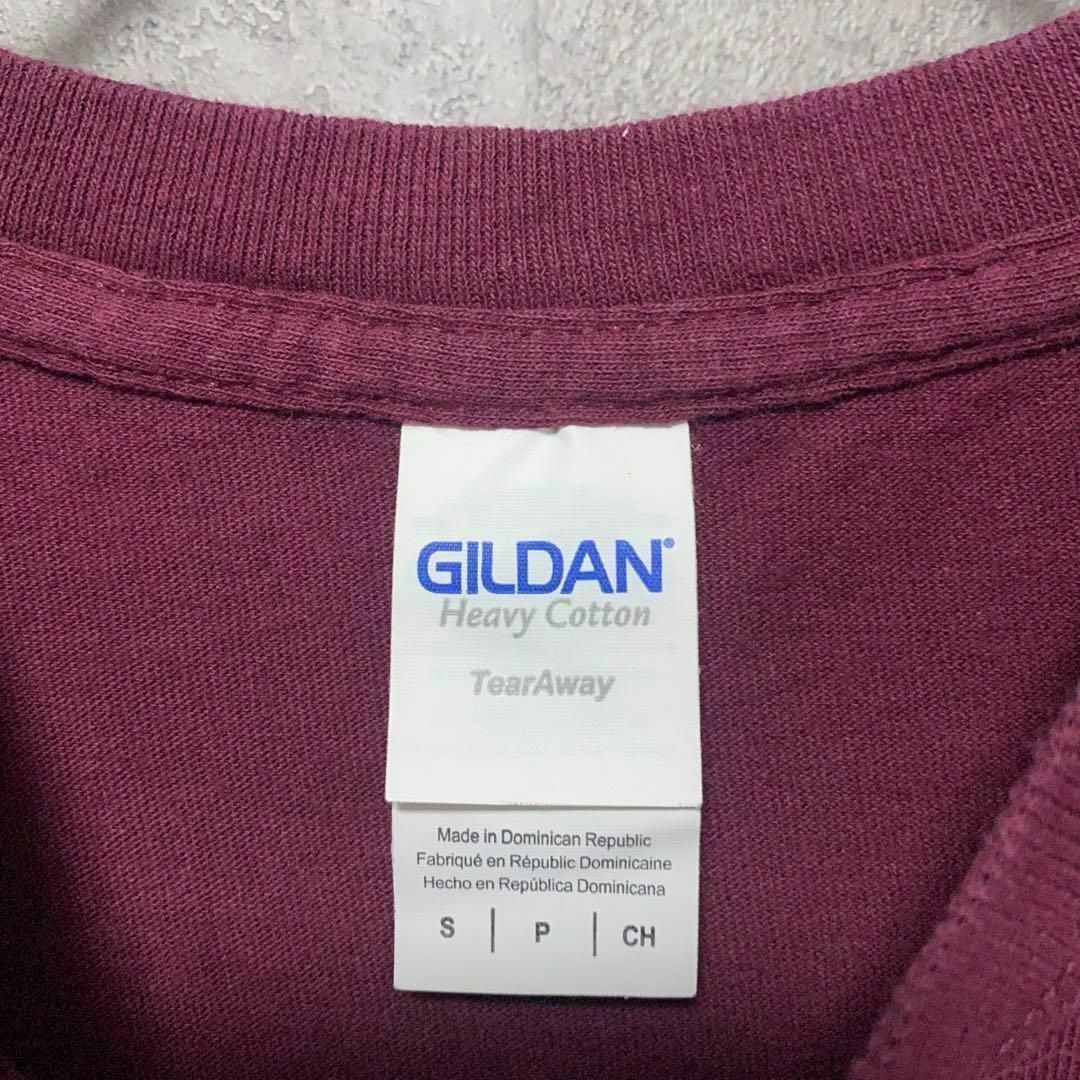 GILDAN®
Heavy Cotton
TearAway
Made in Dominican Republic
Fabriqué en Républic Dominicaine
Hecho en República Dominicana
S | P | CH